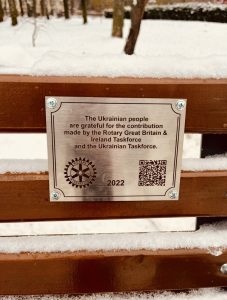 The Ukrainian people
are grateful for the contribution
made by the Rotary Great Britain &
Ireland Taskforce
and the Ukrainian Taskforce.
2022